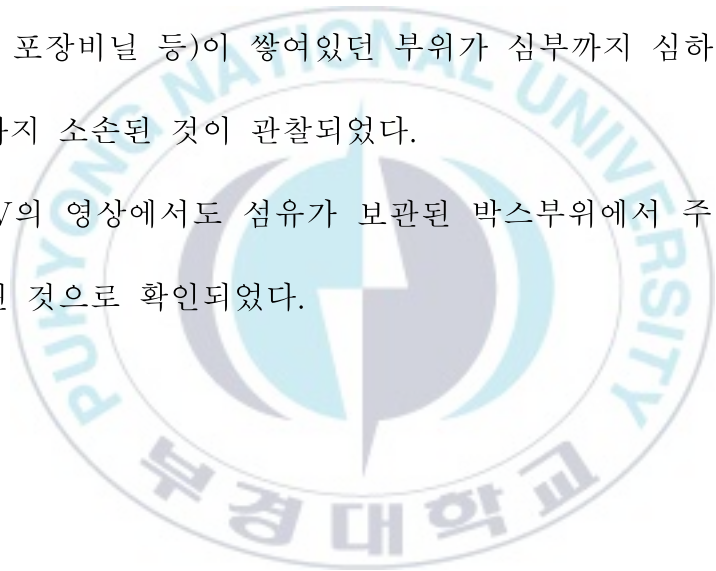 포장비닐 등)이 쌓여있던 부위가 심부까지 심하
지 소손된 것이 관찰되었다.
의 영상에서도 섬유가 보관된 박스부위에서 주
것으로 확인되었다.
PUKYONG NATIONAL UNIVERSITY
부경대학교